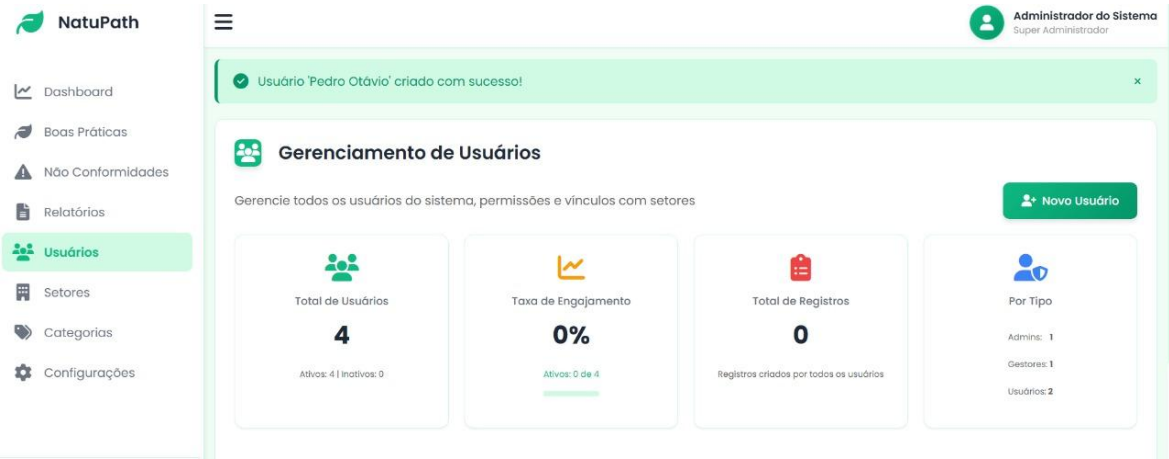 NatuPath
Administrador do Sistema
Super Administrador
Usuário 'Pedro Otávio' criado com sucesso!
×
Dashboard
Boas Práticas
Não Conformidades
Relatórios
Usuários
Setores
Categorias
Configurações
Gerenciamento de Usuários
Gerencie todos os usuários do sistema, permissões e vínculos com setores
Novo Usuário
Total de Usuários
4
Ativos: 4 | Inativos: 0
Taxa de Engajamento
0%
Ativos: 0 de 4
Total de Registros
0
Registros criados por todos os usuários
Por Tipo
Admins: 1
Gestores: 1
Usuários: 2